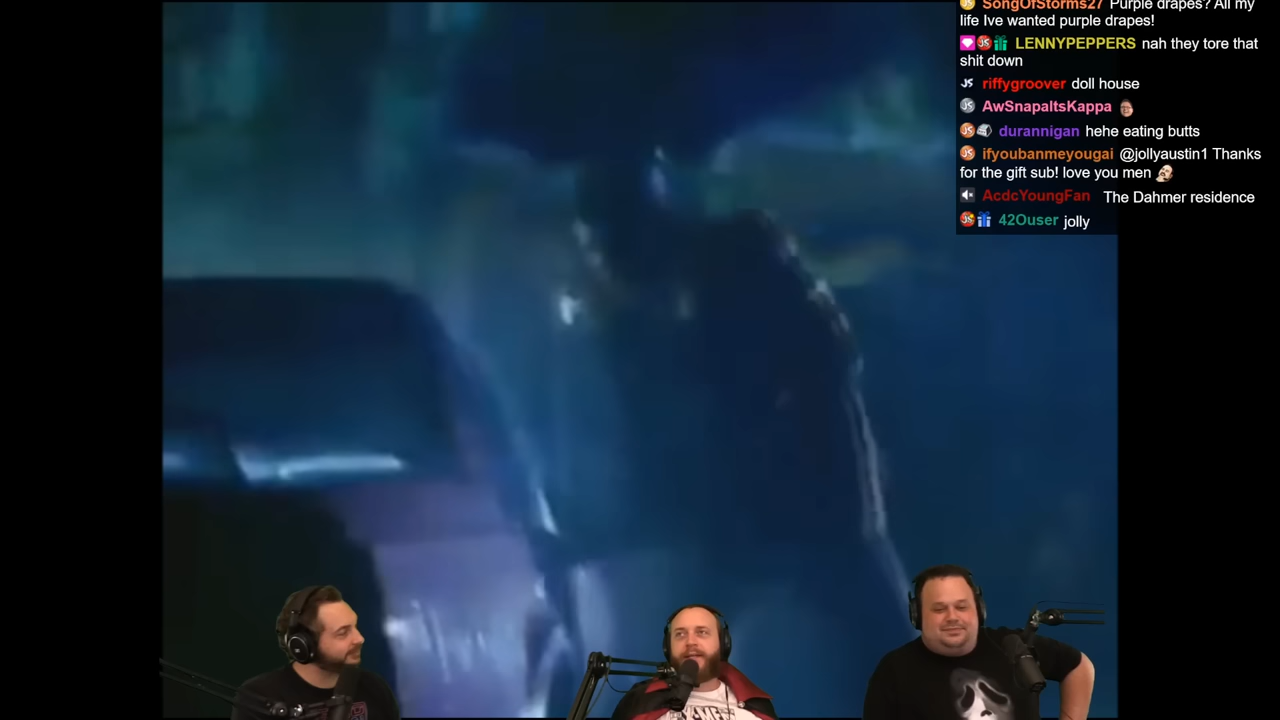 SongOfStorms27 Purple drapes? All my
life Ive wanted purple drapes!
LENNYPEPPERS nah they tore that
shit down
riffygroover doll house
AwSnapaItsKappa
durannigan hehe eating butts
ifyoubanmeyougai @jollyaustin1 Thanks
for the gift sub! love you men
AcdcYoungFan The Dahmer residence
42Ouser jolly